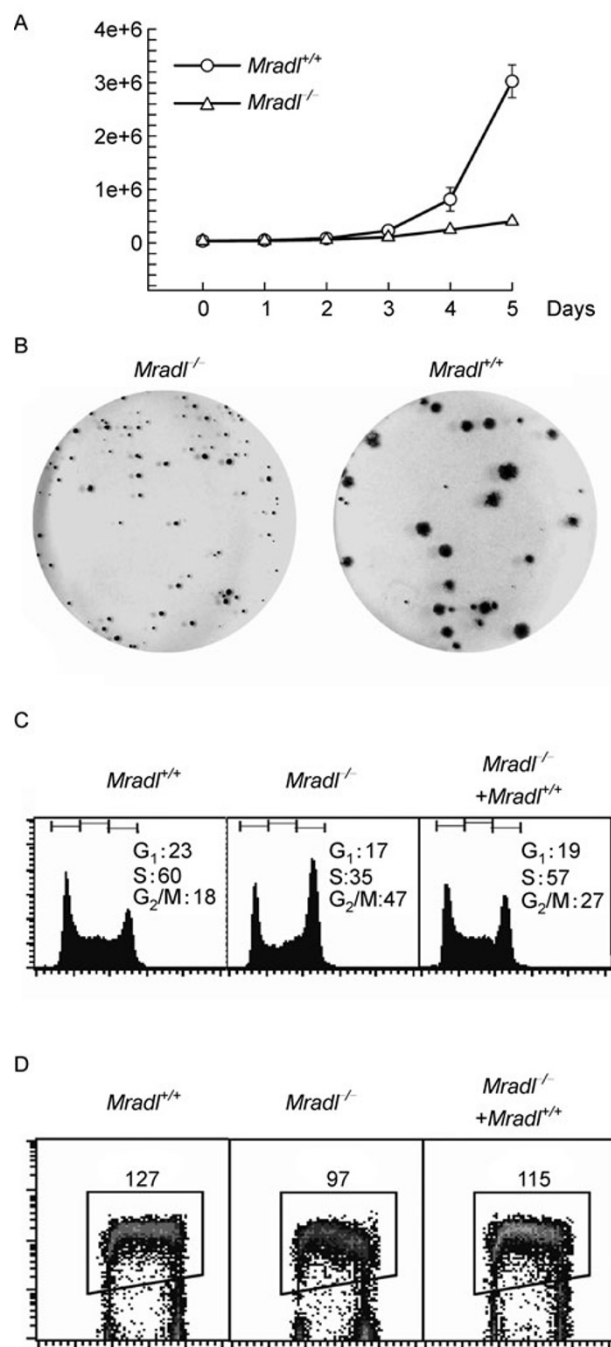 A
4e+6
3e+6
2e+6
1e+6
0
Mradl+/+
Mradl-/-
0 1 2 3 4 5 Days
B
Mradl-/- Mradl+/+
C
Mradl+/+ Mradl-/- Mradl-/-
+Mradl+/+
G1:23
S:60
G2/M:18
G1:17
S:35
G2/M:47
G1:19
S:57
G2/M:27
D
Mradl+/+ Mradl-/- Mradl-/-
+Mradl+/+
127 97 115